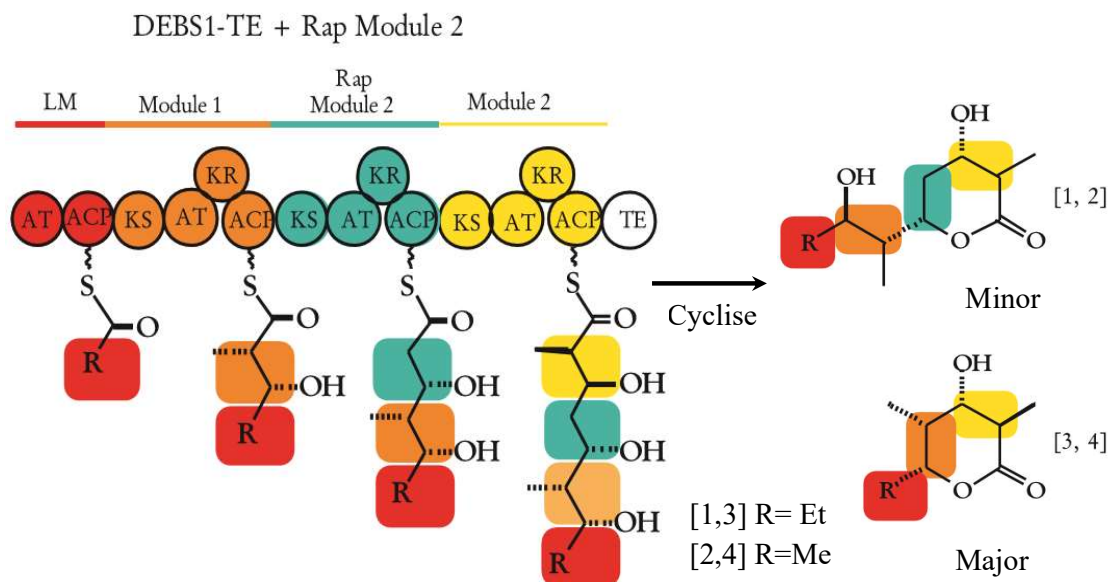 DEBS1-TE + Rap Module 2
LM
Module 1
Rap
Module 2
Module 2
KR
KR
KR
AT
ACP
KS
AT
ACP
KS
AT
ACP
KS
AT
ACP
TE
S
S
S
S
O
O
O
O
R
OH
R
OH
OH
R
OH
OH
OH
R
Cyclise
OH
OH
R
O
O
[1, 2]
Minor
OH
R
O
O
[3, 4]
Major
[1,3] R= Et
[2,4] R=Me